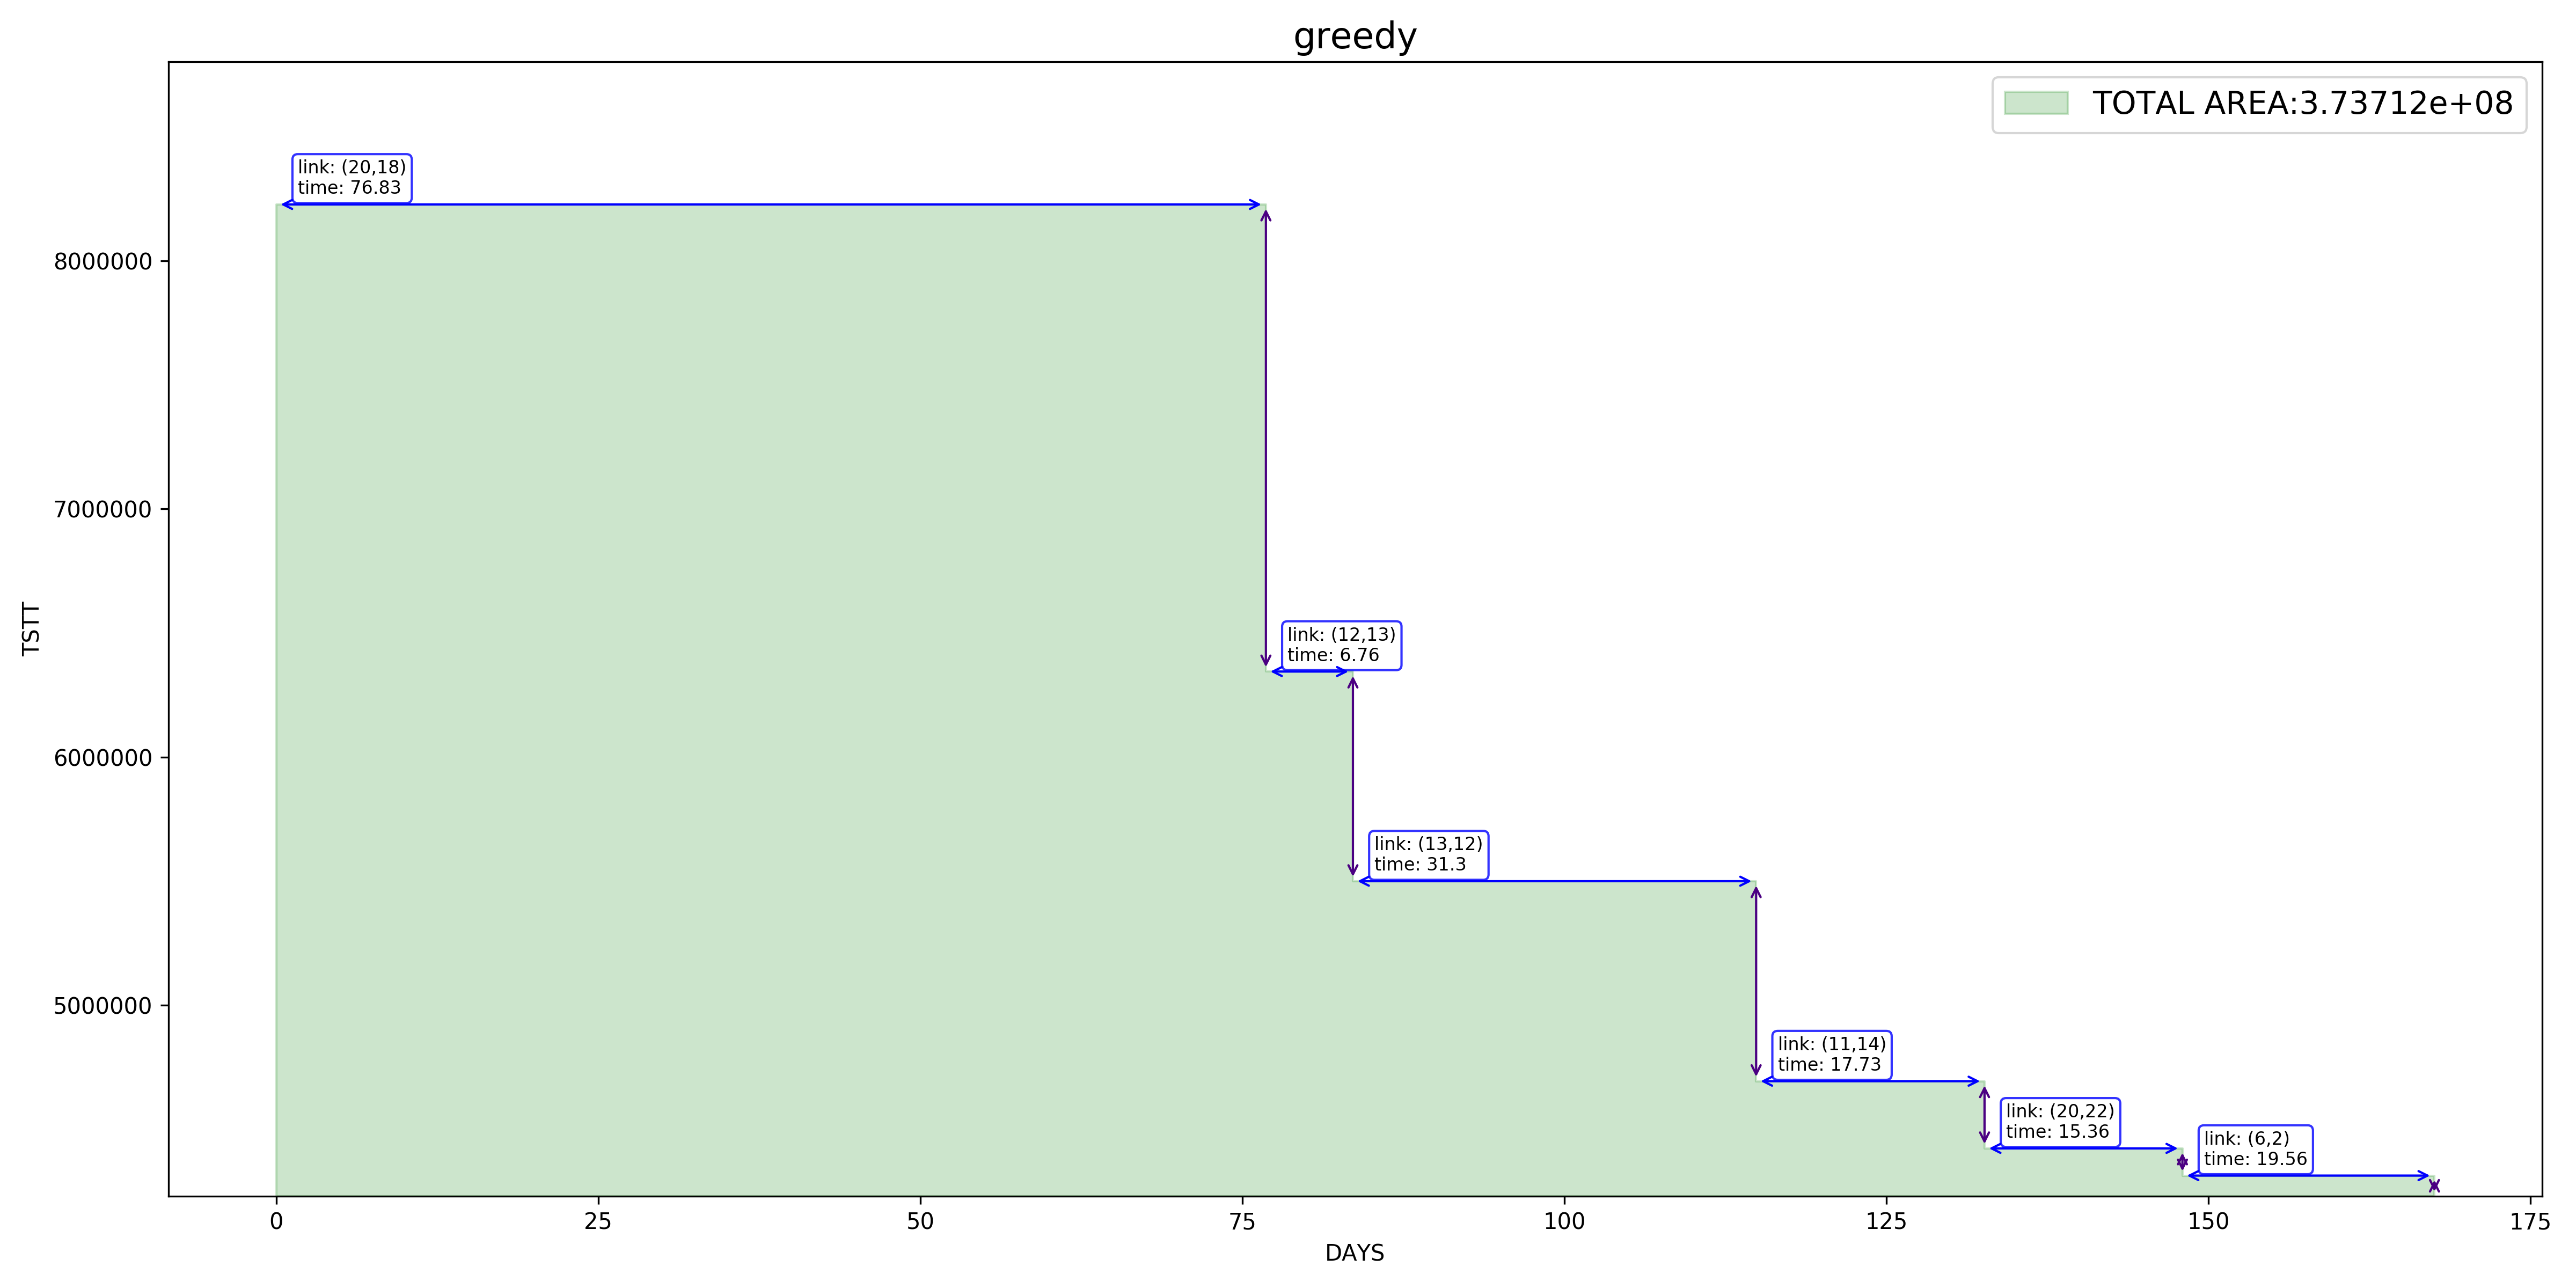 greedy
TOTAL AREA:3.73712e+08
link: (20,18)
time: 76.83
link: (12,13)
time: 6.76
link: (13,12)
time: 31.3
link: (11,14)
time: 17.73
link: (20,22)
time: 15.36
link: (6,2)
time: 19.56
8000000
7000000
6000000
5000000
TSTT
0
25
50
75
100
125
150
175
DAYS